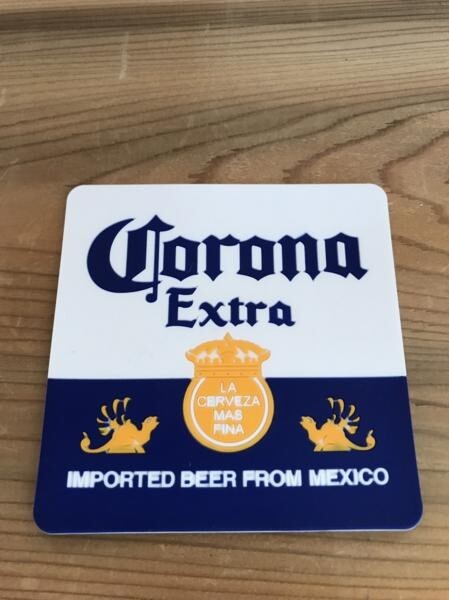 Corona
Extra
LA
CERVEZA
MAS
FINA
IMPORTED BEER FROM MEXICO